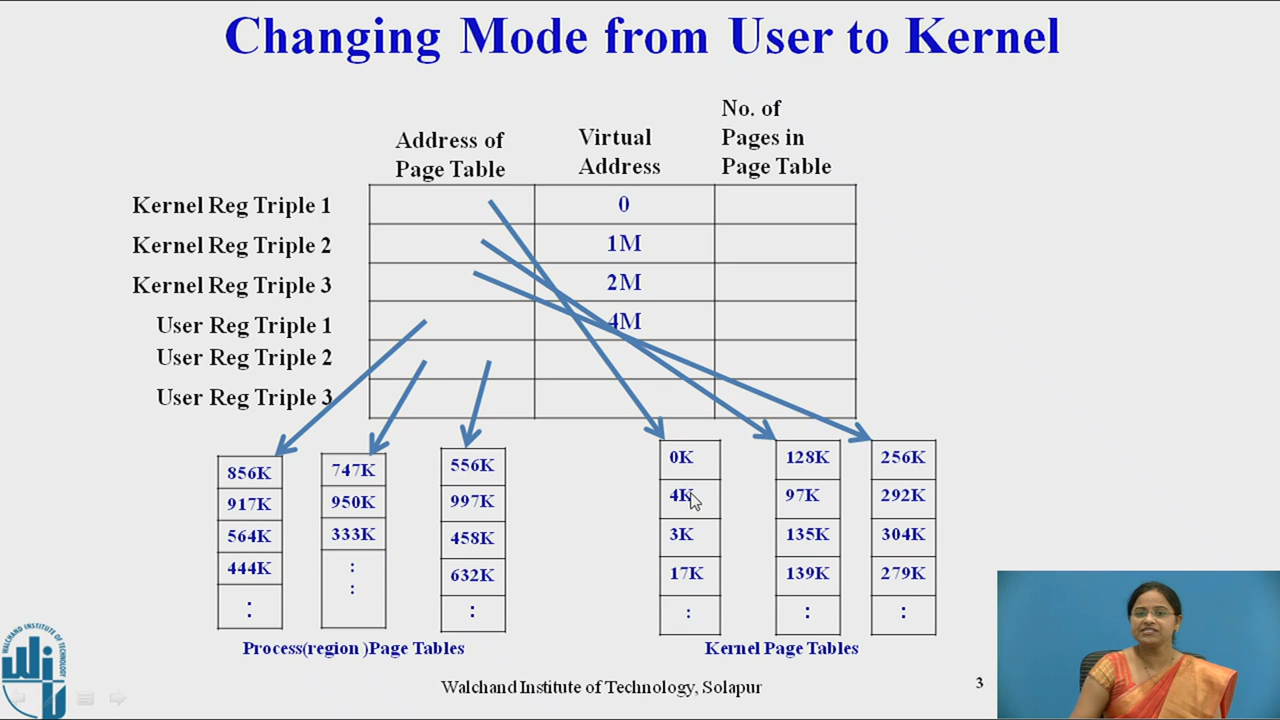 Changing Mode from User to Kernel
Address of
Page Table
Virtual
Address
No. of
Pages in
Page Table
Kernel Reg Triple 1
0
Kernel Reg Triple 2
1M
Kernel Reg Triple 3
2M
User Reg Triple 1
4M
User Reg Triple 2
User Reg Triple 3
856K
917K
564K
444K
:
747K
950K
333K
:
:
556K
997K
458K
632K
:
0K
4K
3K
17K
:
128K
97K
135K
139K
:
256K
292K
304K
279K
:
Process(region )Page Tables
Kernel Page Tables
WALCHAND INSTITUTE OF TECHNOLOGY
Walchand Institute of Technology, Solapur
3